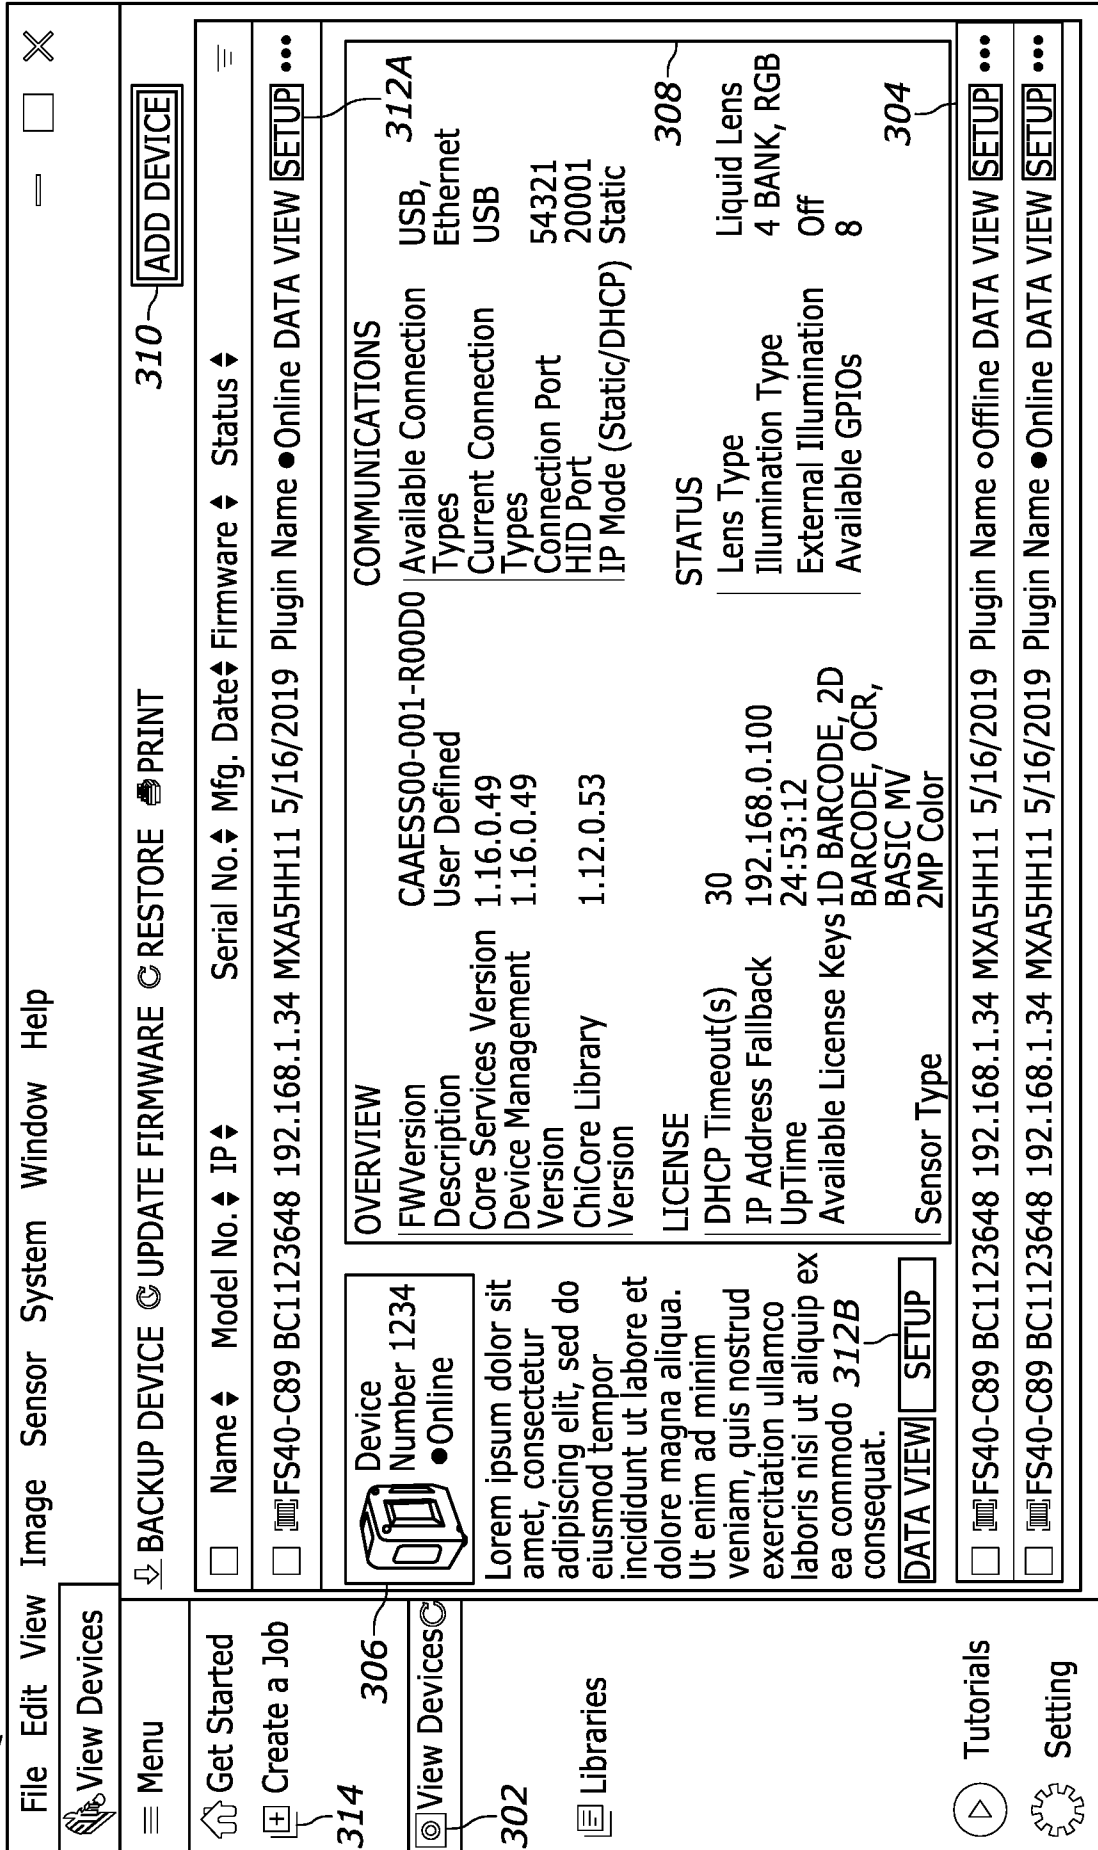 File Edit View Image Sensor System Window Help
View Devices
Menu
BACKUP DEVICE UPDATE FIRMWARE RESTORE PRINT
310
ADD DEVICE
Get Started
Create a Job
314
306
View Devices
302
Libraries
Tutorials
Setting
Name Model No. IP Serial No. Mfg. Date Firmware Status
FS40-C89 BC1123648 192.168.1.34 MXA5HH11 5/16/2019 Plugin Name ●Online DATA VIEW SETUP •••
312A
Device
Number 1234
●Online
Lorem ipsum dolor sit
amet, consectetur
adipiscing elit, sed do
eiusmod tempor
incididunt ut labore et
dolore magna aliqua.
Ut enim ad minim
veniam, quis nostrud
exercitation ullamco
laboris nisi ut aliquip ex
ea commodo
consequat.
312B
DATA VIEW SETUP
OVERVIEW
FWVersion CAAESS00-001-R00D0
Description User Defined
Core Services Version 1.16.0.49
Device Management 1.16.0.49
Version
ChiCore Library 1.12.0.53
Version
LICENSE
DHCP Timeout(s) 30
IP Address Fallback 192.168.0.100
UpTime 24:53:12
Available License Keys 1D BARCODE, 2D
BARCODE, OCR,
BASIC MV
Sensor Type 2MP Color
COMMUNICATIONS
Available Connection USB,
Types Ethernet
Current Connection USB
Types
Connection Port 54321
HID Port 20001
IP Mode (Static/DHCP) Static
STATUS
Lens Type Liquid Lens
Illumination Type 4 BANK, RGB
External Illumination Off
Available GPIOs 8
308
304
FS40-C89 BC1123648 192.168.1.34 MXA5HH11 5/16/2019 Plugin Name ○Offline DATA VIEW SETUP •••
FS40-C89 BC1123648 192.168.1.34 MXA5HH11 5/16/2019 Plugin Name ●Online DATA VIEW SETUP •••